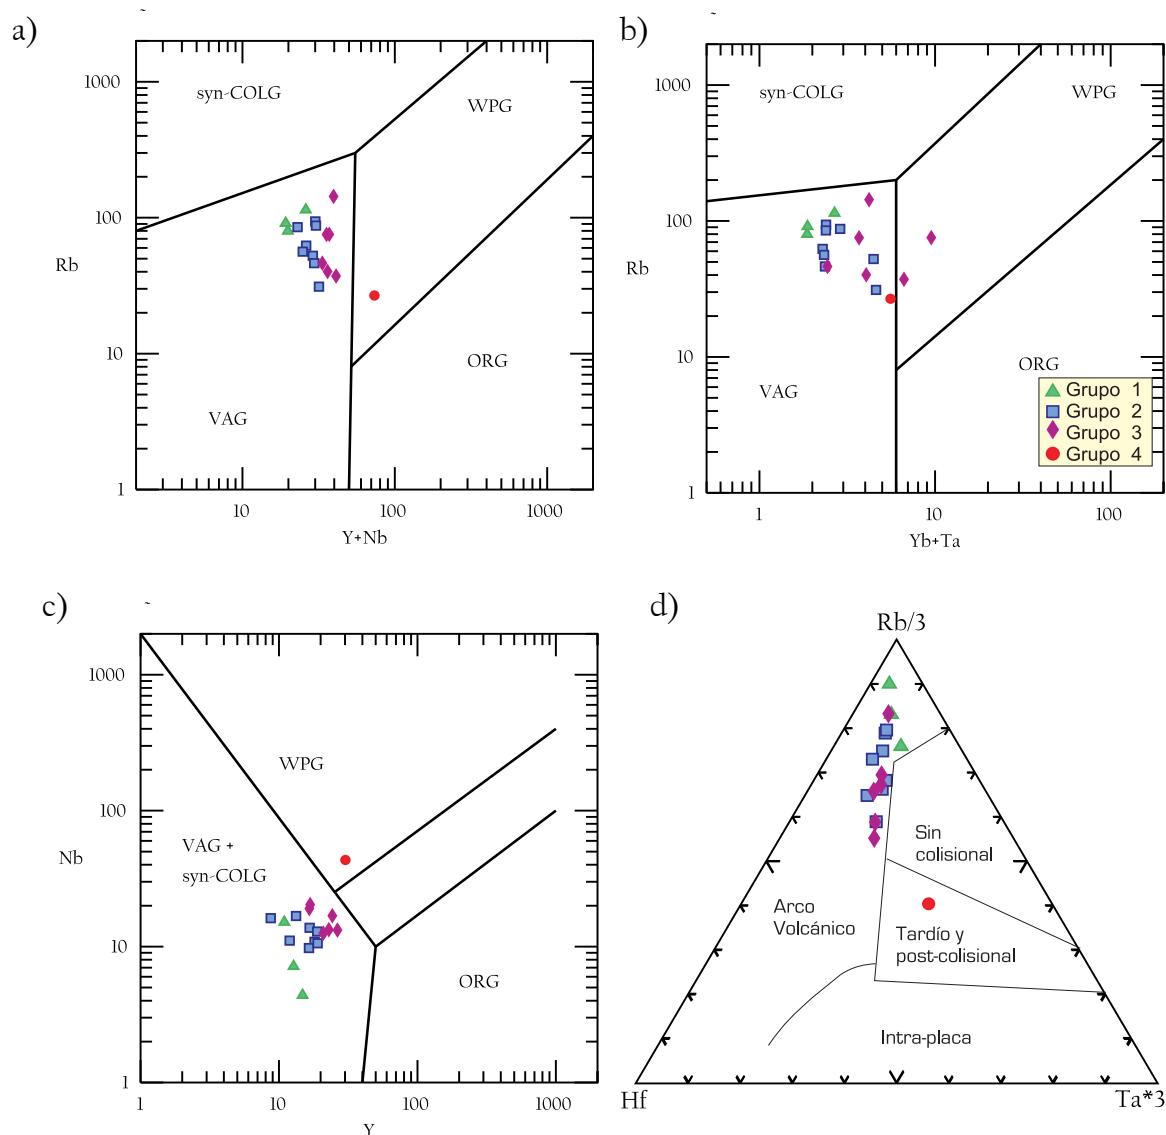 a)
1000
100
10
1
Rb
syn-COLG
WPG
ORG
VAG
10
100
1000
Y+Nb
b)
1000
100
10
1
Rb
syn-COLG
WPG
ORG
VAG
Grupo 1
Grupo 2
Grupo 3
Grupo 4
1
10
100
Yb+Ta
c)
1000
100
10
1
Nb
WPG
VAG +
syn-COLG
ORG
1
10
100
1000
Y
d)
Rb/3
Sin
colisional
Arco
Volcánico
Tardío y
post-colisional
Intra-placa
Hf
Ta*3